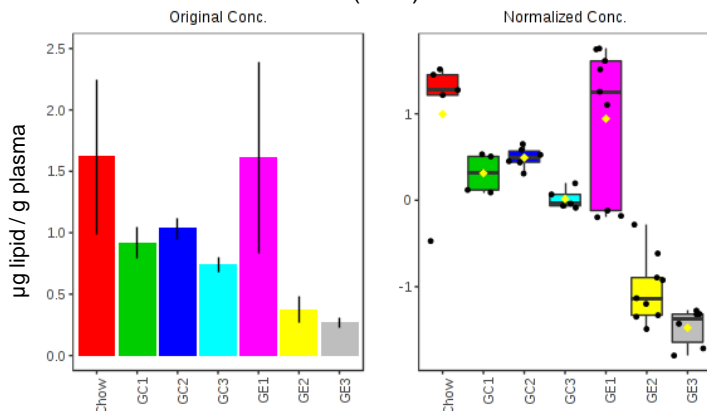 Original Conc.
Normalized Conc.
µg lipid / g plasma
2.5
2.0
1.5
1.0
0.5
0.0
1
0
-1
Chow
GC1
GC2
GC3
GE1
GE2
GE3
Chow
GC1
GC2
GC3
GE1
GE2
GE3